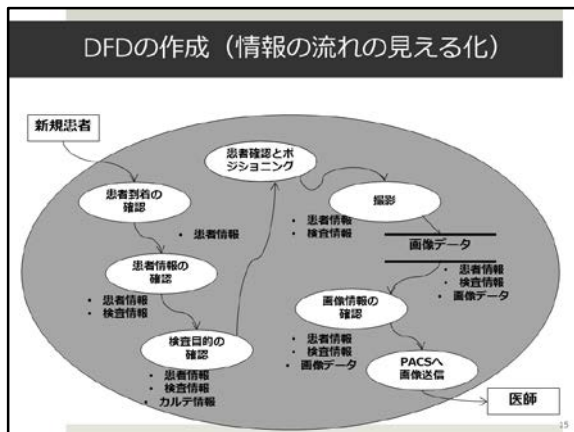 DFDの作成（情報の流れの見える化）
新規患者
患者到着の
確認
• 患者情報
患者情報の
確認
• 患者情報
• 検査情報
検査目的の
確認
• 患者情報
• 検査情報
• カルテ情報
患者確認とポ
ジショニング
撮影
• 患者情報
• 検査情報
画像データ
• 患者情報
• 検査情報
• 画像データ
画像情報の
確認
• 患者情報
• 検査情報
• 画像データ
PACSへ
画像送信
医師
15